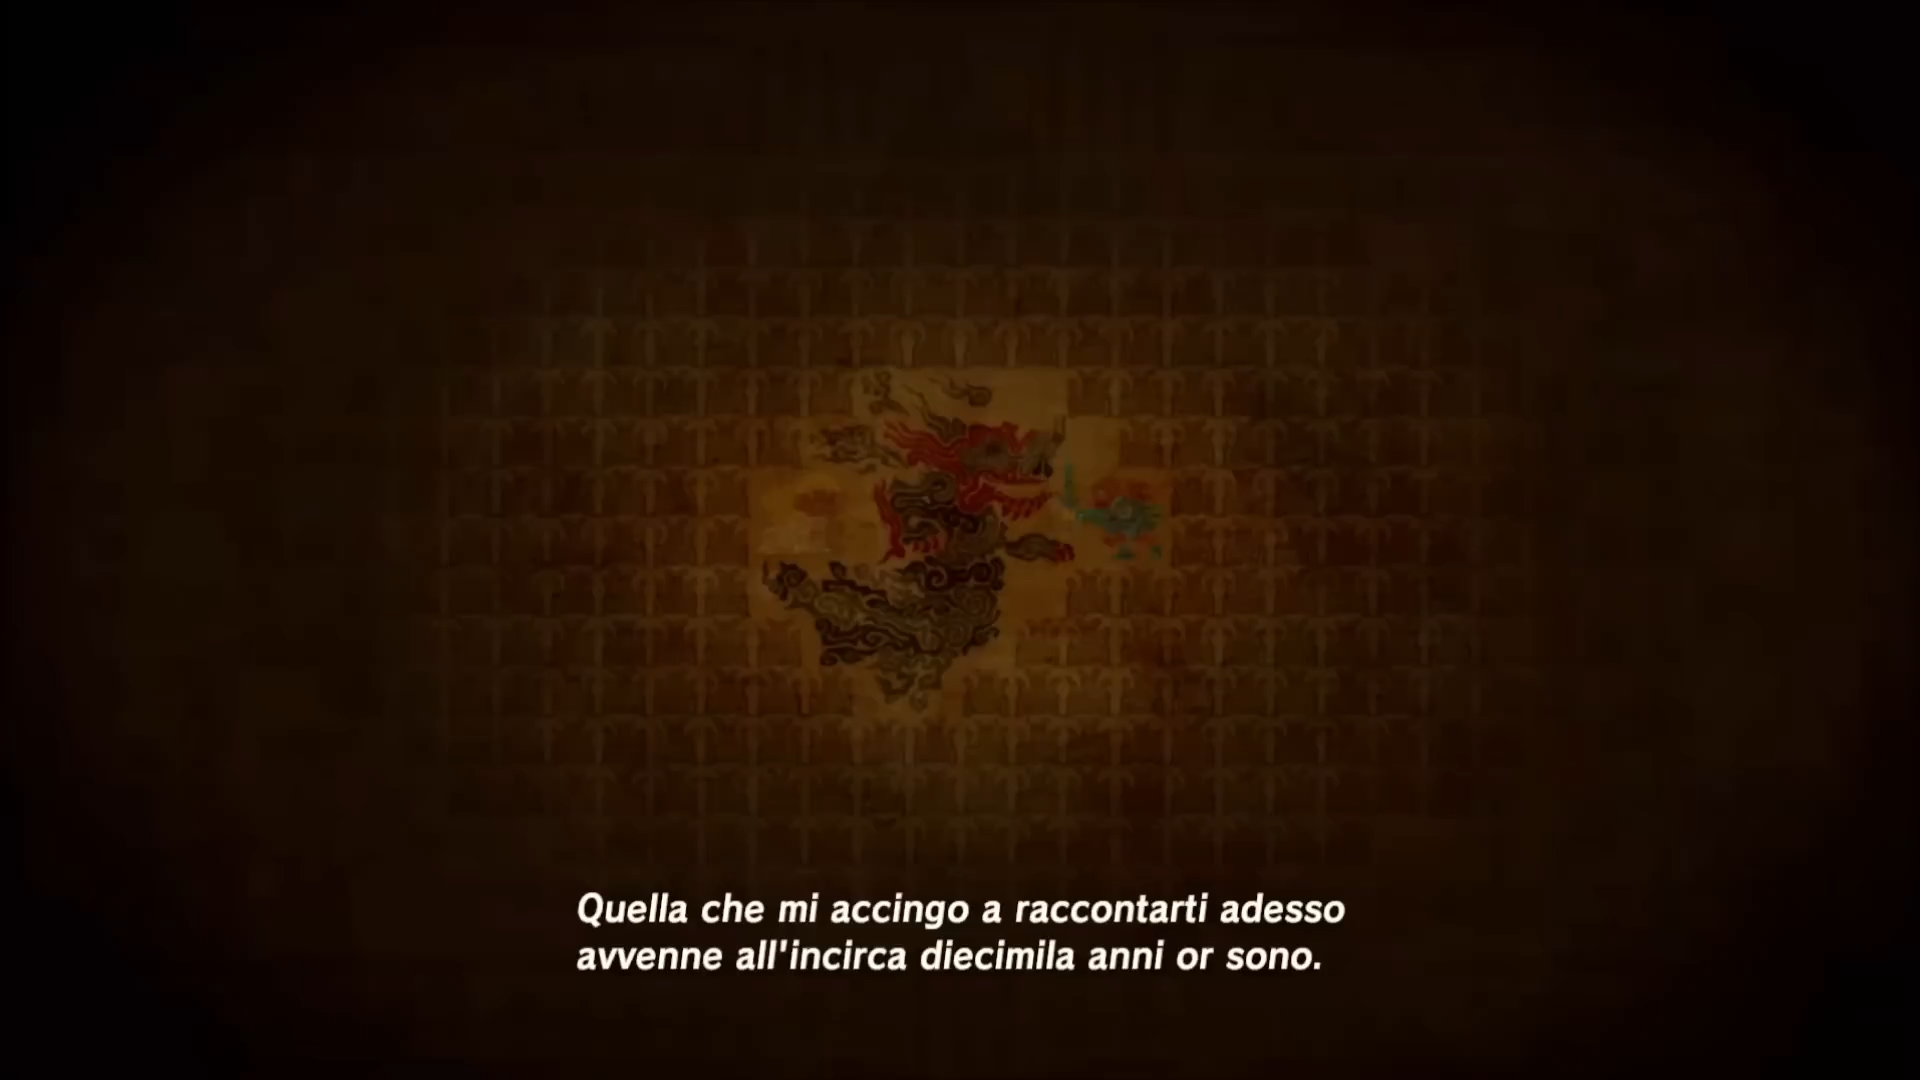 Quella che mi accingo a raccontarti adesso
avvenne all'incirca diecimila anni or sono.